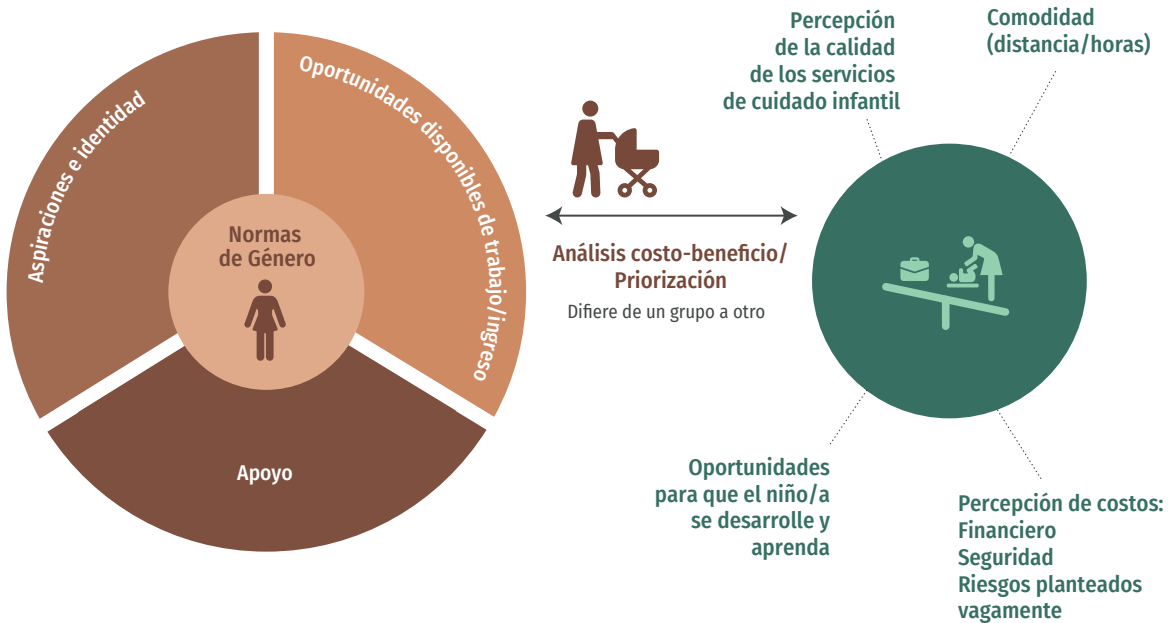 Aspiraciones e identidad
Oportunidades disponibles de trabajo/ingreso
Normas
de Género
Apoyo
Análisis costo-beneficio/
Priorización
Difiere de un grupo a otro
Percepción
de la calidad
de los servicios
de cuidado infantil
Comodidad
(distancia/horas)
Oportunidades
para que el niño/a
se desarrolle y
aprenda
Percepción de costos:
Financiero
Seguridad
Riesgos planteados
vagamente